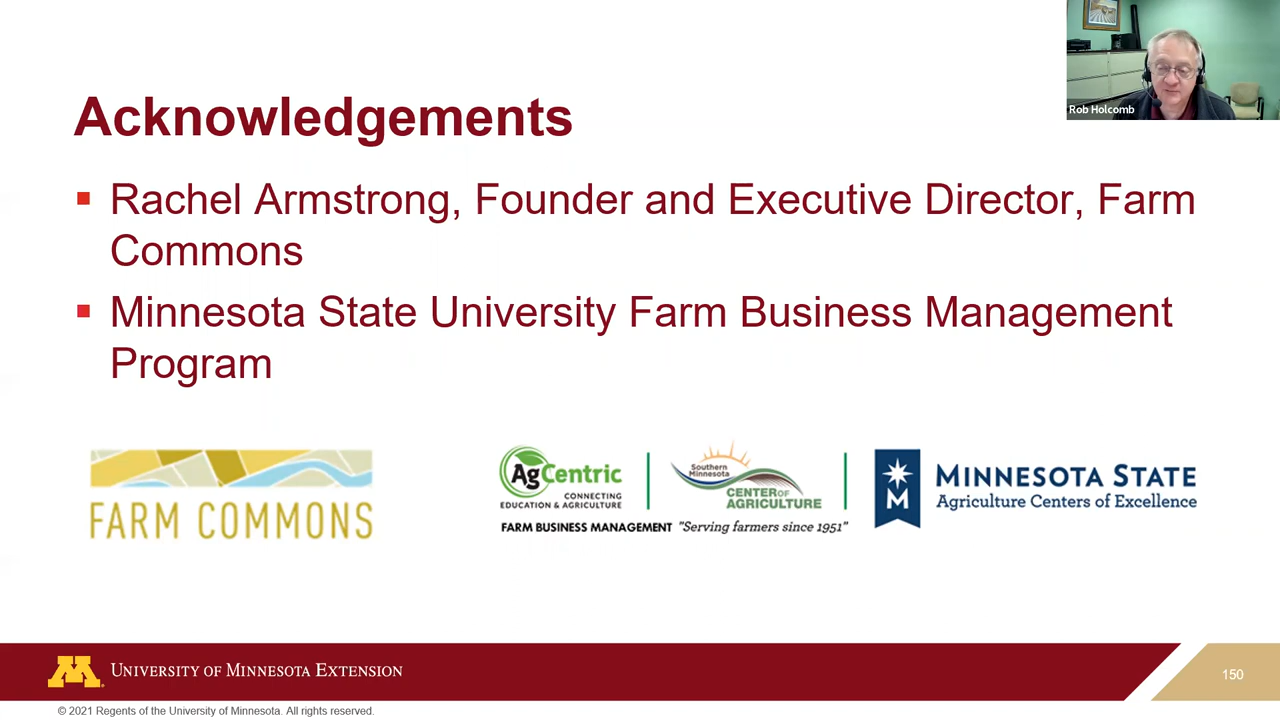 Rob Holcomb
Acknowledgements
Rachel Armstrong, Founder and Executive Director, Farm
Commons
Minnesota State University Farm Business Management
Program
FARM COMMONS
AgCentric
CONNECTING
EDUCATION & AGRICULTURE
Southern
Minnesota
CENTER OF
AGRICULTURE
FARM BUSINESS MANAGEMENT "Serving farmers since 1951"
M
MINNESOTA STATE
Agriculture Centers of Excellence
M
UNIVERSITY OF MINNESOTA EXTENSION
150
© 2021 Regents of the University of Minnesota. All rights reserved.